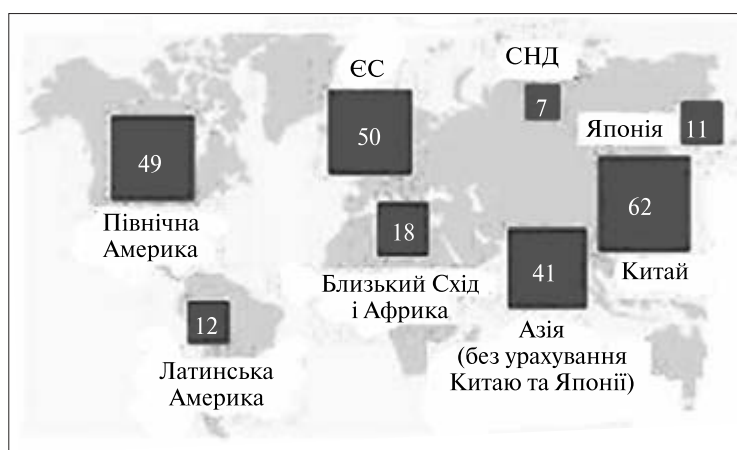 ЄС
50
СНД
7
Японія
11
49
Північна
Америка
18
Близький Схід
і Африка
62
Китай
41
Азія
(без урахування
Китаю та Японії)
12
Латинська
Америка